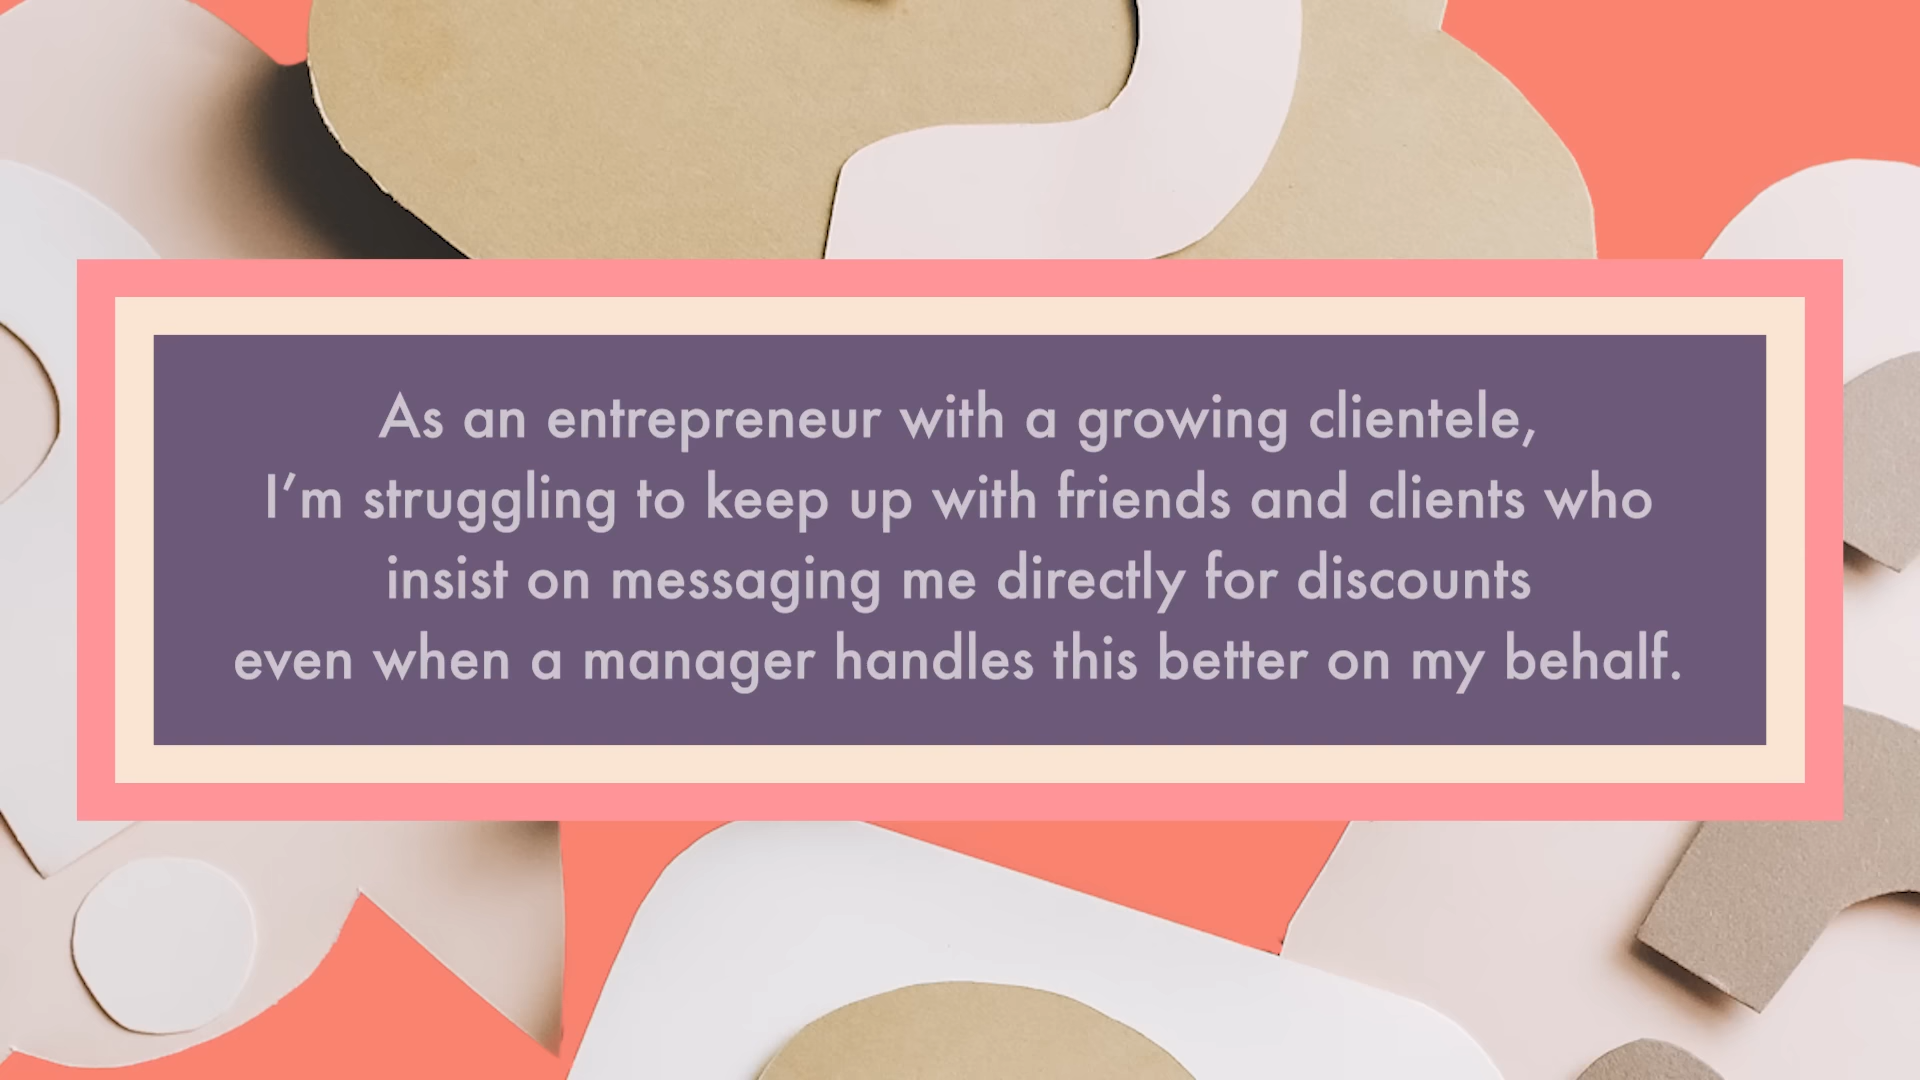 As an entrepreneur with a growing clientele,
I’m struggling to keep up with friends and clients who
insist on messaging me directly for discounts
even when a manager handles this better on my behalf.